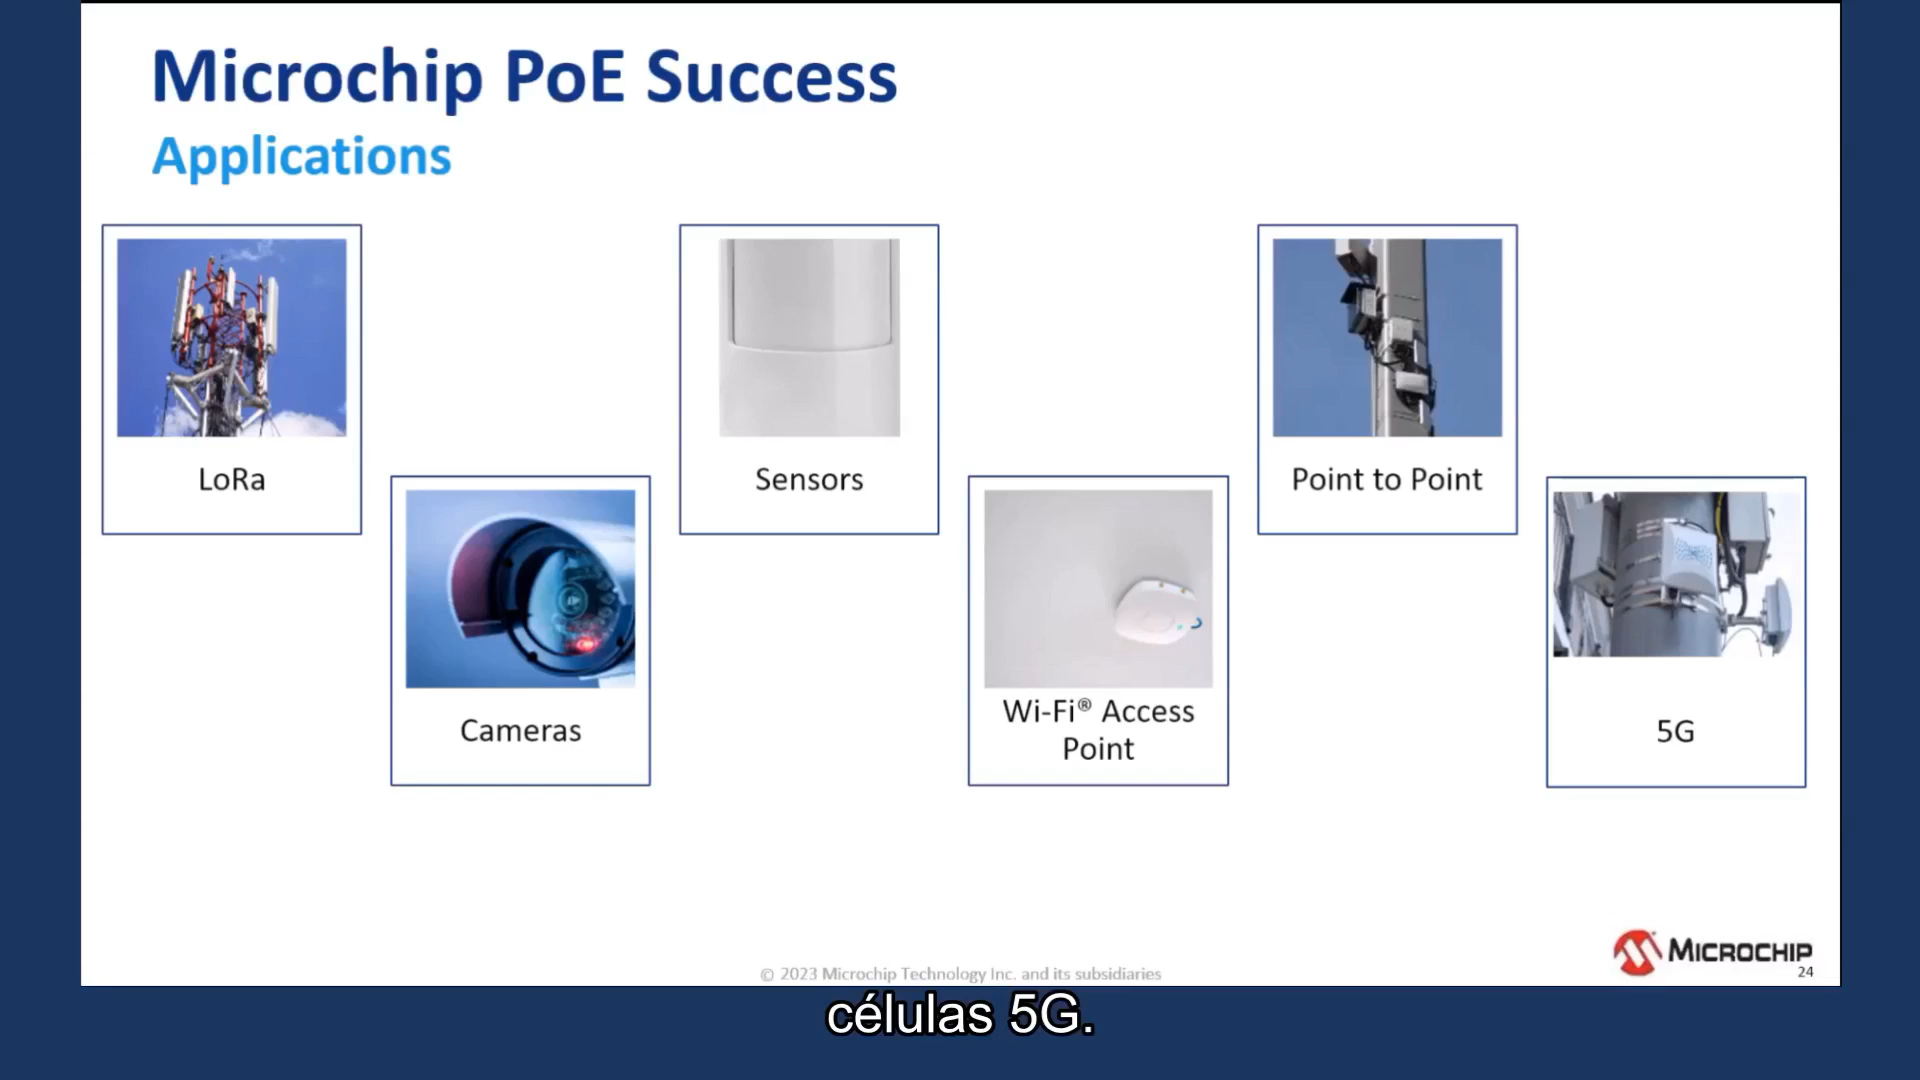 Microchip PoE Success
Applications
LoRa
Sensors
Point to Point
Cameras
Wi-Fi® Access
Point
5G
MICROCHIP
© 2023 Microchip Technology Inc. and its subsidiaries
24
células 5G.